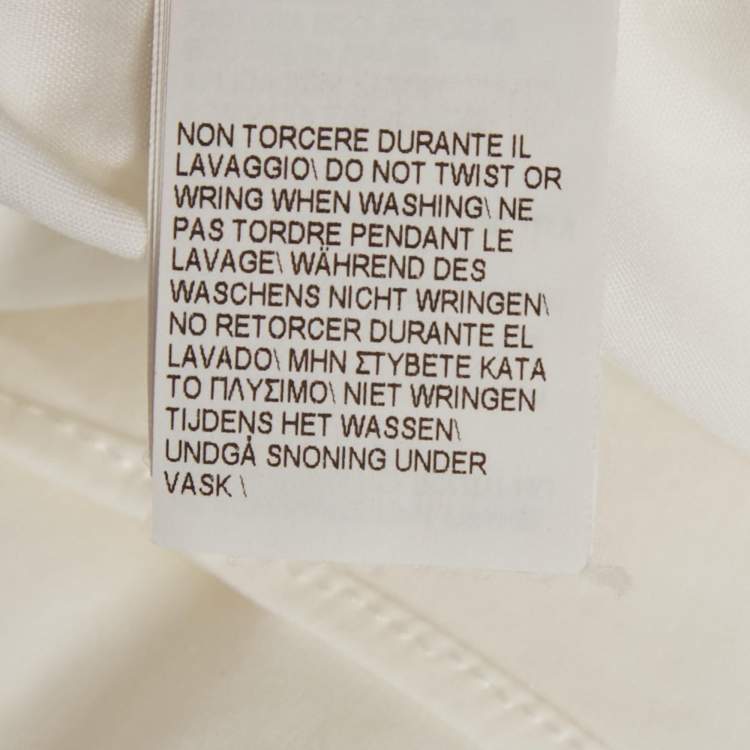 NON TORCERE DURANTE IL
LAVAGGIO\ DO NOT TWIST OR
WRING WHEN WASHING\ NE
PAS TORDRE PENDANT LE
LAVAGE\ WÄHREND DES
WASCHENS NICHT WRINGEN\
NO RETORCER DURANTE EL
LAVADO\ ΜΗΝ ΣΤΥΒΕΤΕ ΚΑΤΑ
ΤΟ ΠΛΥΣΙΜΟ\ NIET WRINGEN
TIJDENS HET WASSEN\
UNDGÅ SNONING UNDER
VASK \